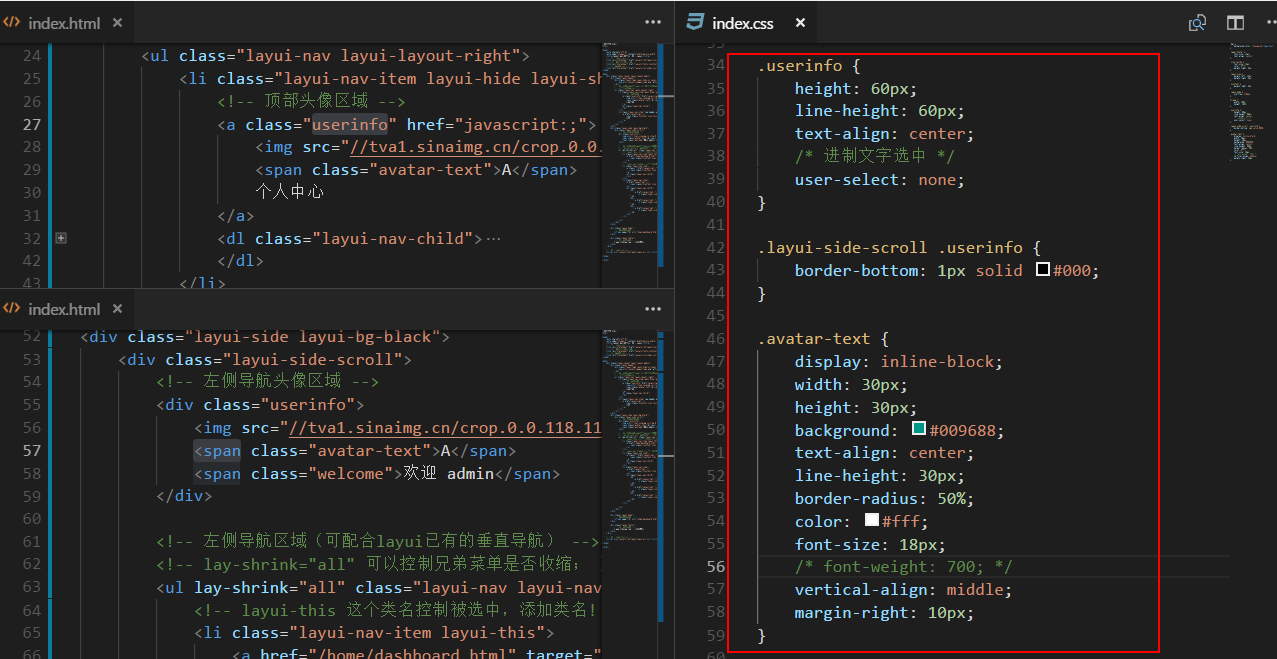 index.html
24 <ul class="layui-nav layui-layout-right">
25 <li class="layui-nav-item layui-hide layui-sh
26 <!-- 顶部头像区域 -->
27 <a class="userinfo" href="javascript:;">
28 <img src="//tva1.sinaimg.cn/crop.0.0.
29 <span class="avatar-text">A</span>
30 个人中心
31 </a>
32 <dl class="layui-nav-child">…
42 </dl>
43 </li>
index.html
52 <div class="layui-side layui-bg-black">
53 <div class="layui-side-scroll">
54 <!-- 左侧导航头像区域 -->
55 <div class="userinfo">
56 <img src="//tva1.sinaimg.cn/crop.0.0.118.11
57 <span class="avatar-text">A</span>
58 <span class="welcome">欢迎 admin</span>
59 </div>
60
61 <!-- 左侧导航区域（可配合layui已有的垂直导航） -->
62 <!-- lay-shrink="all" 可以控制兄弟菜单是否收缩;
63 <ul lay-shrink="all" class="layui-nav layui-nav
64 <!-- layui-this 这个类名控制被选中，添加类名!
65 <li class="layui-nav-item layui-this">
66 <a href="/home/dashboard.html" target="
index.css
33
34 .userinfo {
35 height: 60px;
36 line-height: 60px;
37 text-align: center;
38 /* 进制文字选中 */
39 user-select: none;
40 }
41
42 .layui-side-scroll .userinfo {
43 border-bottom: 1px solid #000;
44 }
45
46 .avatar-text {
47 display: inline-block;
48 width: 30px;
49 height: 30px;
50 background: #009688;
51 text-align: center;
52 line-height: 30px;
53 border-radius: 50%;
54 color: #fff;
55 font-size: 18px;
56 /* font-weight: 700; */
57 vertical-align: middle;
58 margin-right: 10px;
59 }
60